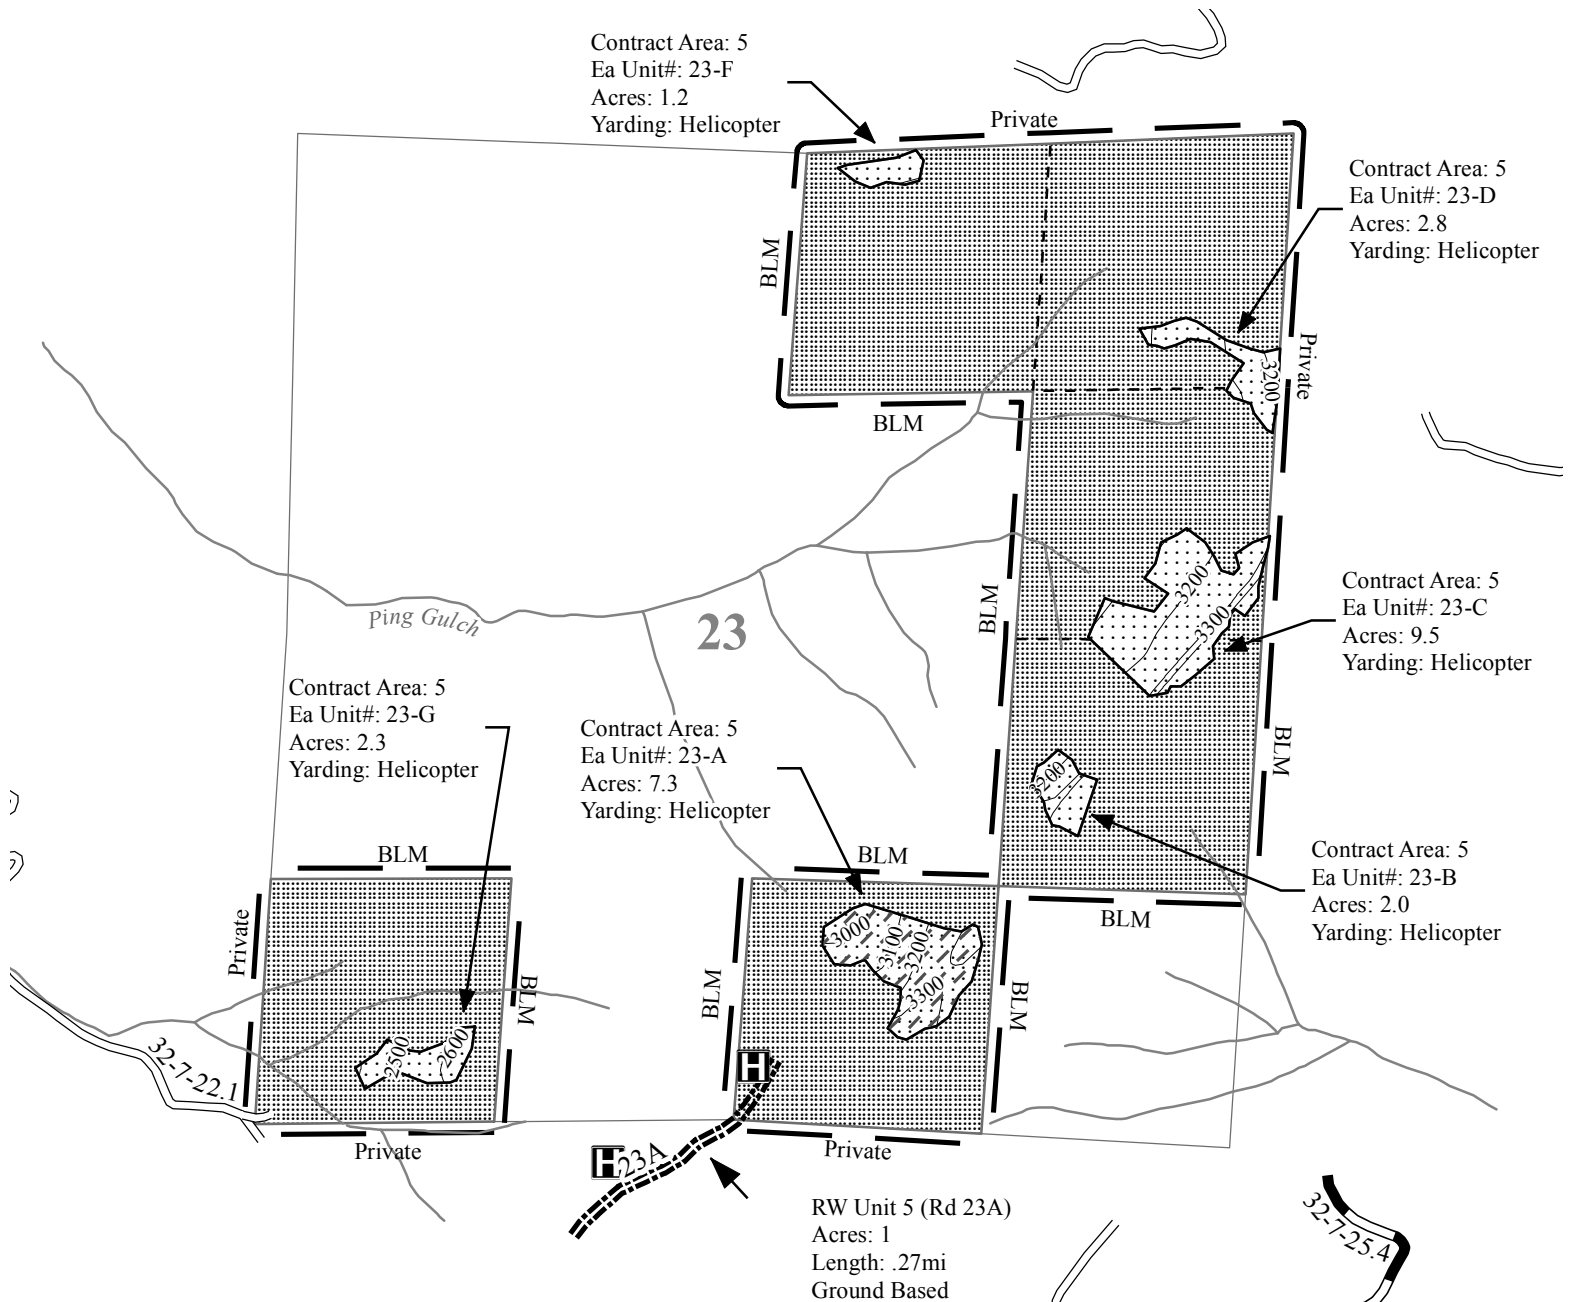 Contract Area: 5
Ea Unit#: 23-F
Acres: 1.2
Yarding: Helicopter
Private
Contract Area: 5
Ea Unit#: 23-D
Acres: 2.8
Yarding: Helicopter
BLM
Private
3200
BLM
Contract Area: 5
Ea Unit#: 23-C
Acres: 9.5
Yarding: Helicopter
3200
3300
BLM
Ping Gulch
23
Contract Area: 5
Ea Unit#: 23-G
Acres: 2.3
Yarding: Helicopter
Contract Area: 5
Ea Unit#: 23-A
Acres: 7.3
Yarding: Helicopter
BLM
3200
Contract Area: 5
Ea Unit#: 23-B
Acres: 2.0
Yarding: Helicopter
BLM
BLM
BLM
Private
BLM
3000
3100
3200
3300
BLM
BLM
32-7-22.1
2500
2600
H
Private
H
23A
Private
RW Unit 5 (Rd 23A)
Acres: 1
Length: .27mi
Ground Based
32-7-25.4